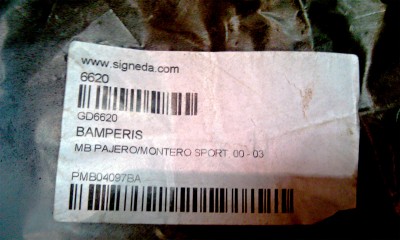 www.signeda.com
6620
GD6620
BAMPERIS
MB PAJERO/MONTERO SPORT 00 - 03
PMB04097BA